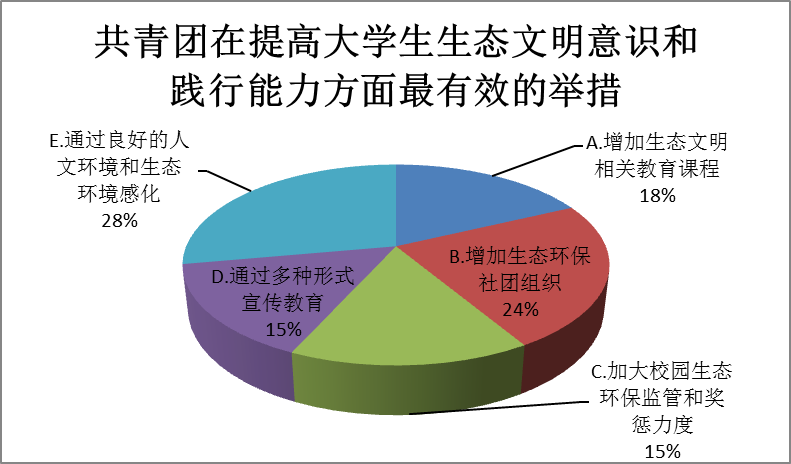 共青团在提高大学生生态文明意识和
践行能力方面最有效的举措
E.通过良好的人
文环境和生态
环境感化
28%
A.增加生态文明
相关教育课程
18%
B.增加生态环保
社团组织
24%
D.通过多种形式
宣传教育
15%
C.加大校园生态
环保监管和奖
惩力度
15%